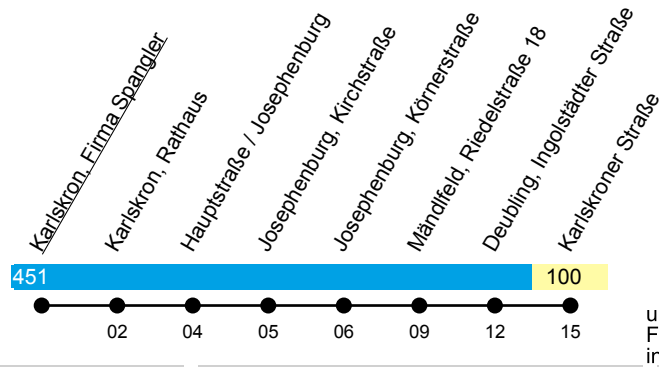 Karlskron, Firma Spangler
Karlskron, Rathaus
Hauptstraße / Josephenburg
Josephenburg, Kirchstraße
Josephenburg, Körnerstraße
Mändlfeld, Riedelstraße 18
Deubling, Ingolstädter Straße
Karlskroner Straße
451 100
02 04 05 06 09 12 15
u
F
in